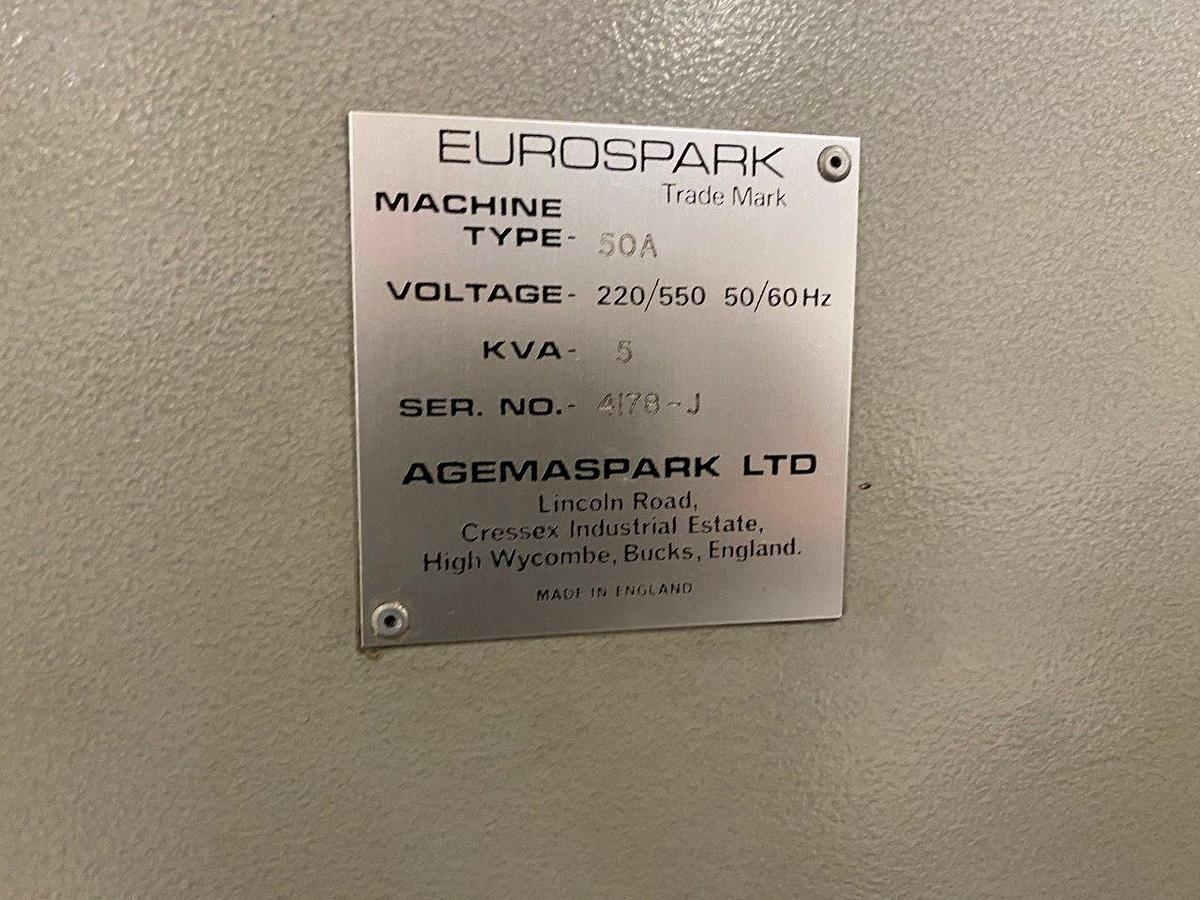 EUROSPARK
Trade Mark
MACHINE
TYPE- 50A
VOLTAGE- 220/550 50/60Hz
KVA- 5
SER. NO.- 4178-J
AGEMASPARK LTD
Lincoln Road,
Cressex Industrial Estate,
High Wycombe, Bucks, England.
MADE IN ENGLAND